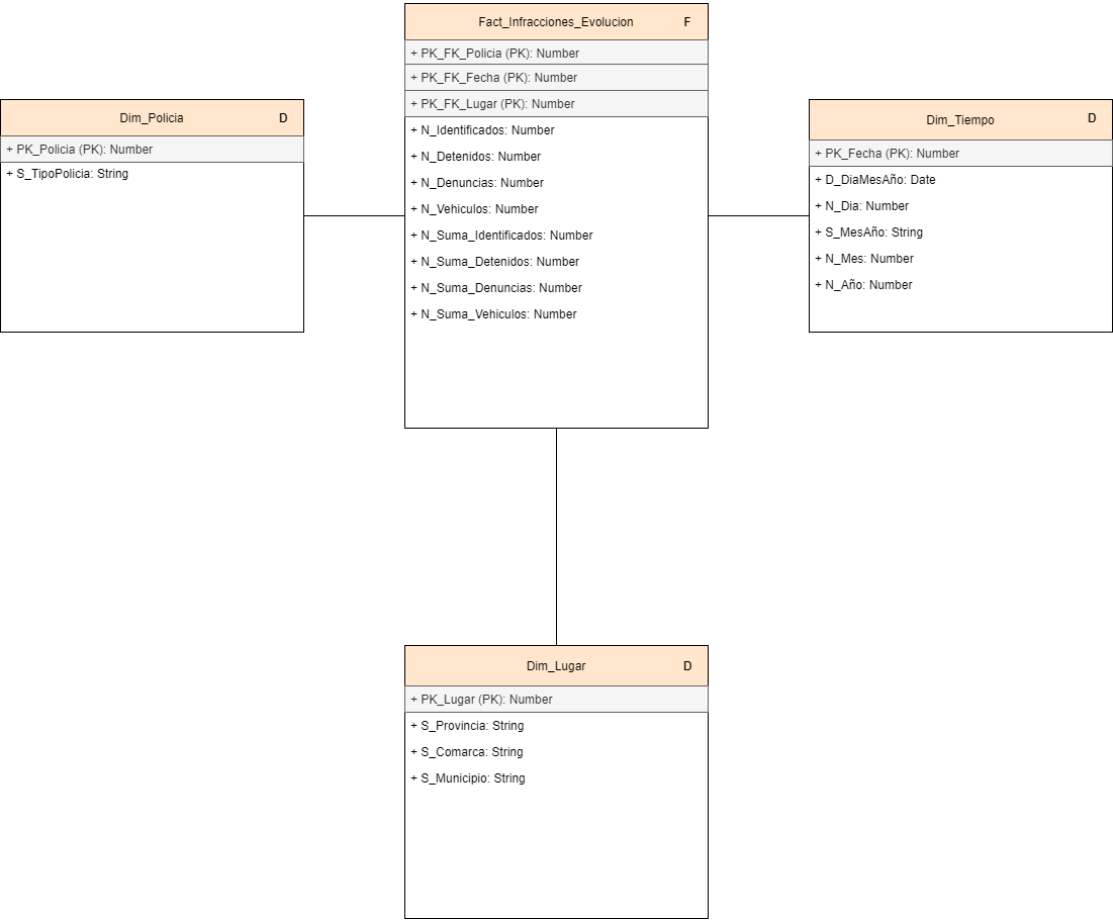 Fact_Infracciones_Evolucion F
+ PK_FK_Policia (PK): Number
+ PK_FK_Fecha (PK): Number
+ PK_FK_Lugar (PK): Number
+ N_Identificados: Number
+ N_Detenidos: Number
+ N_Denuncias: Number
+ N_Vehiculos: Number
+ N_Suma_Identificados: Number
+ N_Suma_Detenidos: Number
+ N_Suma_Denuncias: Number
+ N_Suma_Vehiculos: Number
Dim_Policia D
+ PK_Policia (PK): Number
+ S_TipoPolicia: String
Dim_Tiempo D
+ PK_Fecha (PK): Number
+ D_DiaMesAño: Date
+ N_Dia: Number
+ S_MesAño: String
+ N_Mes: Number
+ N_Año: Number
Dim_Lugar D
+ PK_Lugar (PK): Number
+ S_Provincia: String
+ S_Comarca: String
+ S_Municipio: String